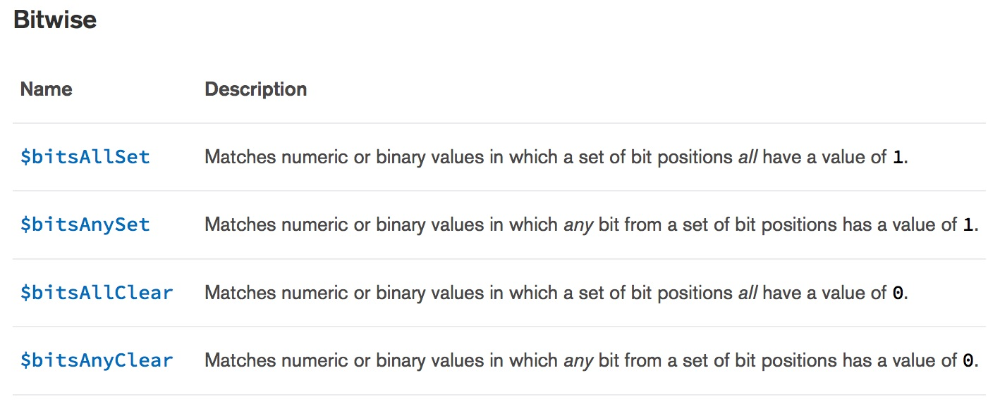 Bitwise
Name Description
$bitsAllSet Matches numeric or binary values in which a set of bit positions all have a value of 1.
$bitsAnySet Matches numeric or binary values in which any bit from a set of bit positions has a value of 1.
$bitsAllClear Matches numeric or binary values in which a set of bit positions all have a value of 0.
$bitsAnyClear Matches numeric or binary values in which any bit from a set of bit positions has a value of 0.